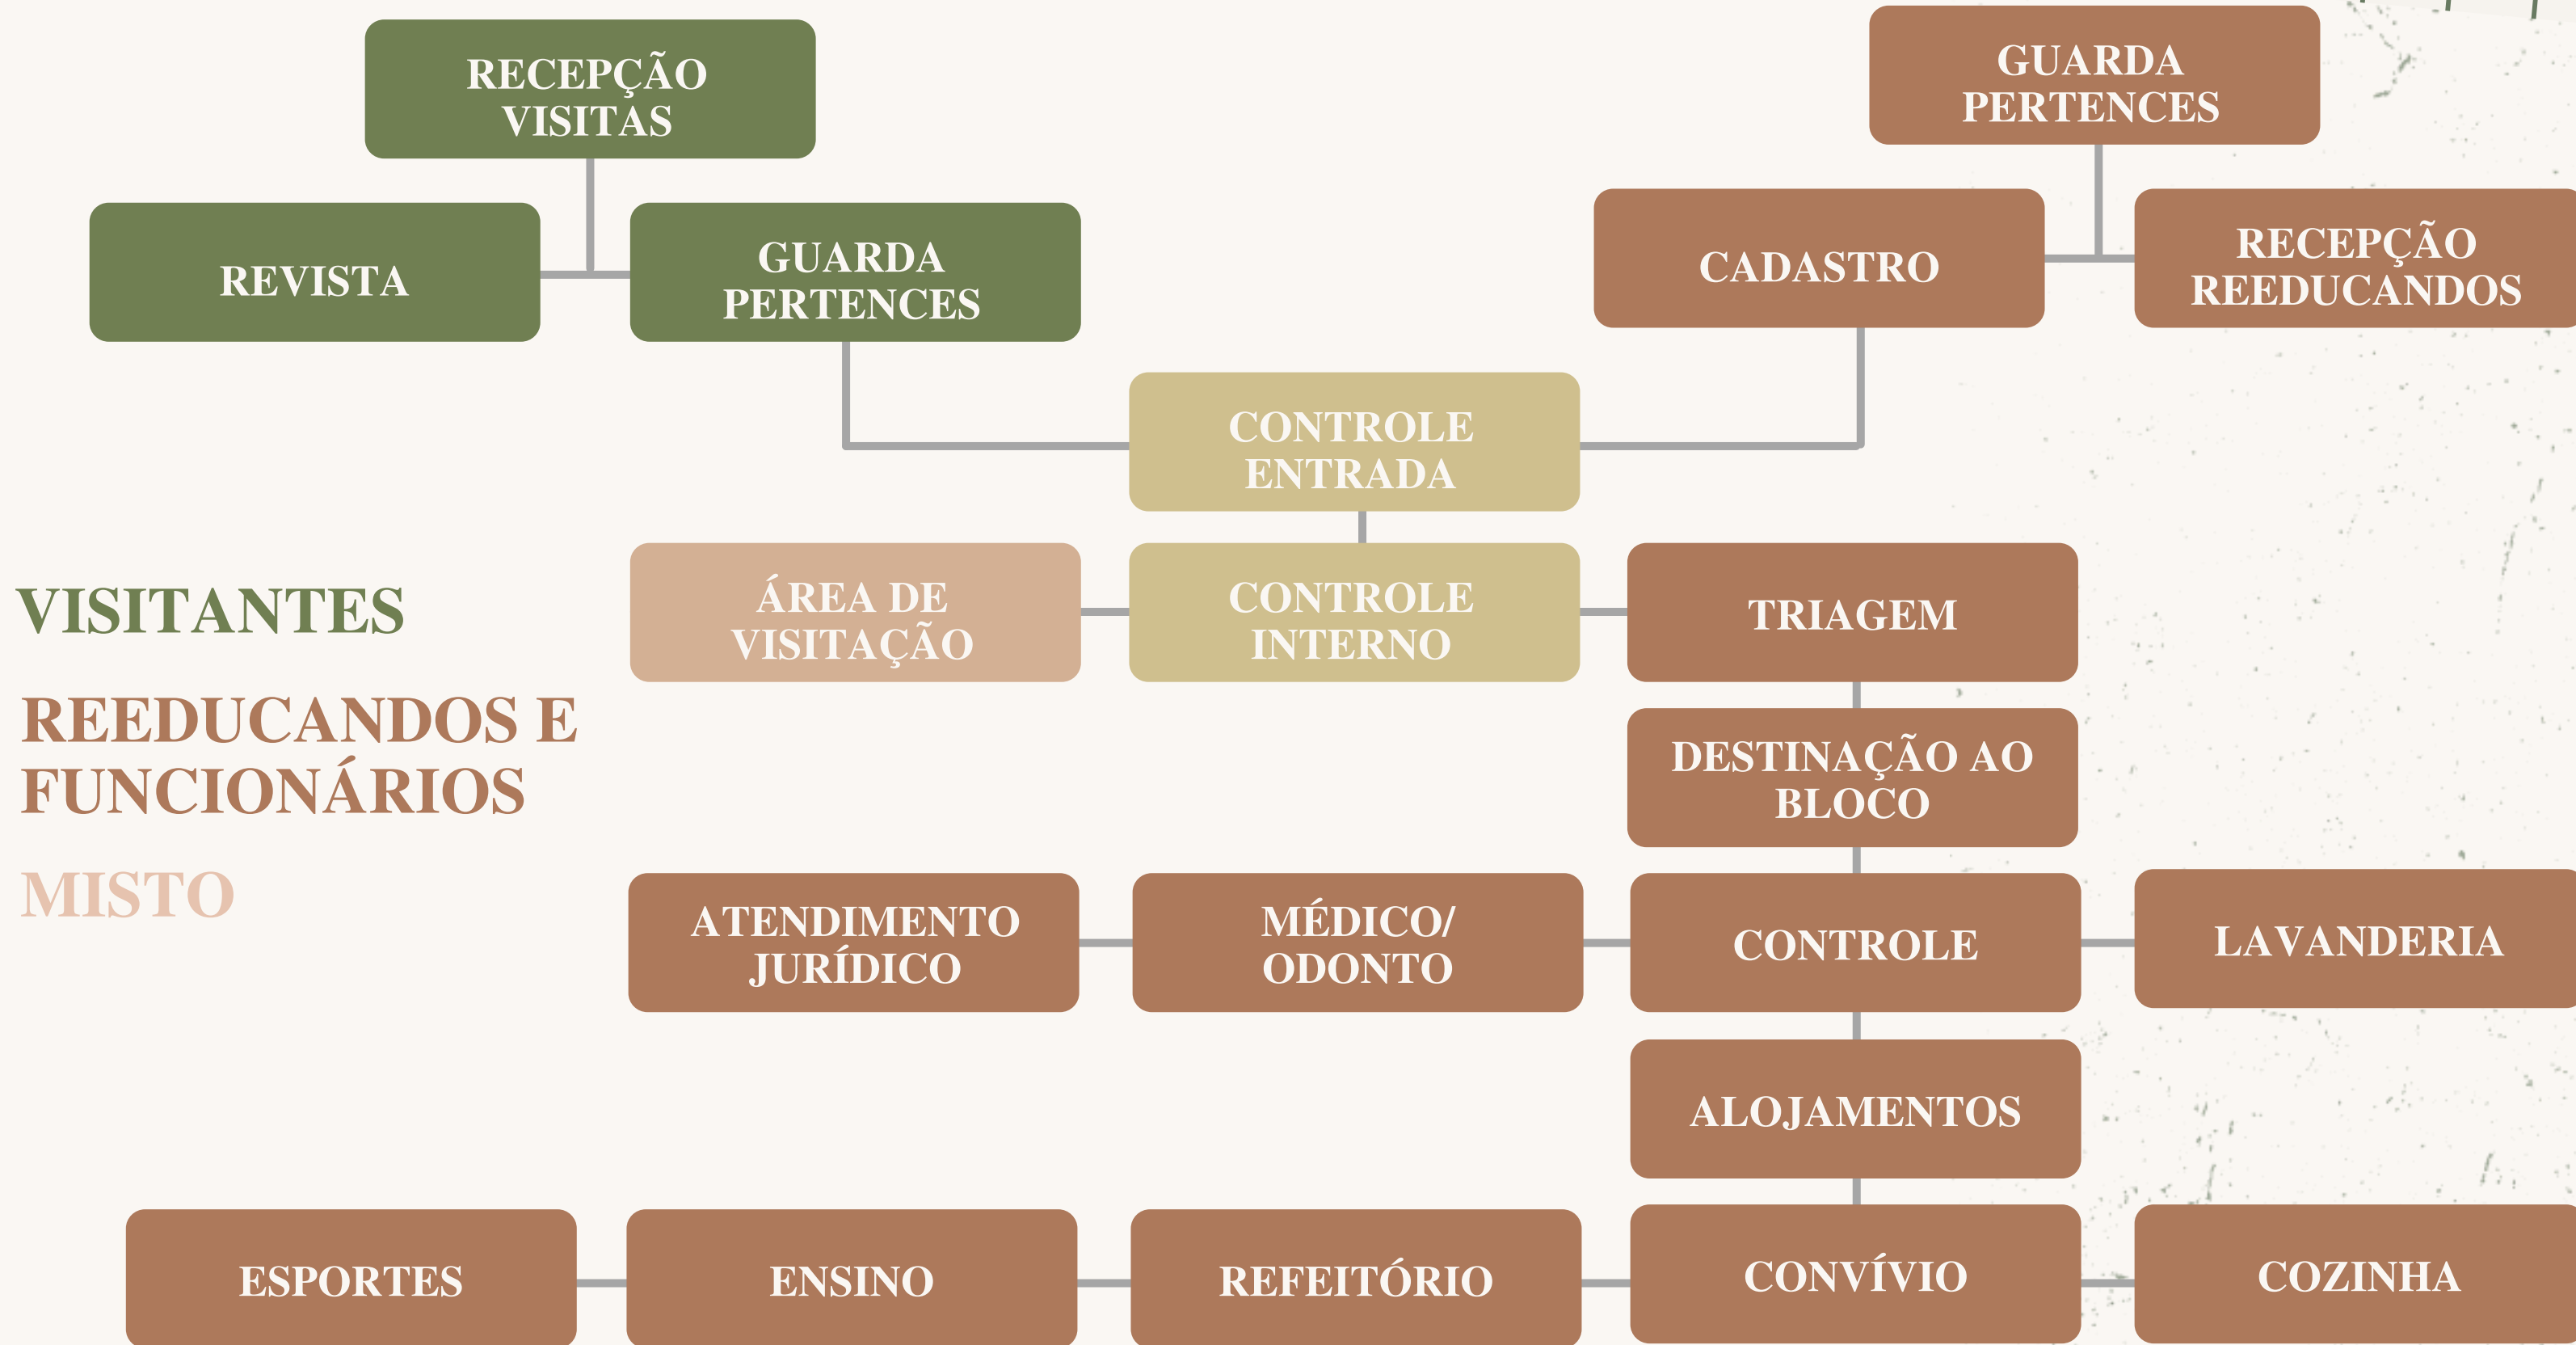 RECEPÇÃO
VISITAS
GUARDA
PERTENCES
REVISTA
GUARDA
PERTENCES
CADASTRO
RECEPÇÃO
REEDUCANDOS
CONTROLE
ENTRADA
ÁREA DE
VISITAÇÃO
CONTROLE
INTERNO
TRIAGEM
VISITANTES
REEDUCANDOS E
FUNCIONÁRIOS
MISTO
DESTINAÇÃO AO
BLOCO
ATENDIMENTO
JURÍDICO
MÉDICO/
ODONTO
CONTROLE
LAVANDERIA
ALOJAMENTOS
ESPORTES
ENSINO
REFEITÓRIO
CONVÍVIO
COZINHA